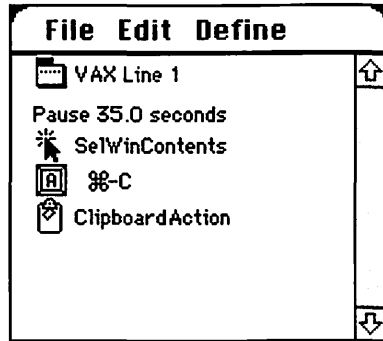 File Edit Define
VAX Line 1
Pause 35.0 seconds
SelWinContents
A ⌘-C
ClipboardAction